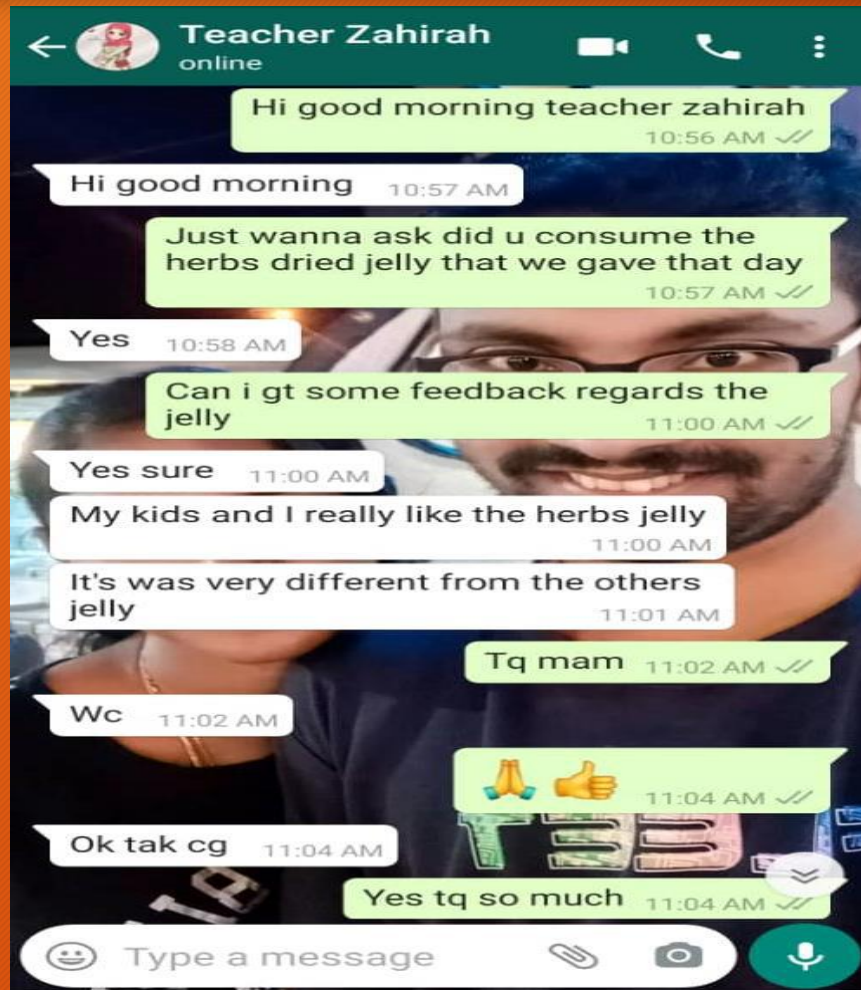 Teacher Zahirah
online
Hi good morning teacher zahirah
10:56 AM
Hi good morning 10:57 AM
Just wanna ask did u consume the
herbs dried jelly that we gave that day
10:57 AM
Yes 10:58 AM
Can i gt some feedback regards the
jelly 11:00 AM
Yes sure 11:00 AM
My kids and I really like the herbs jelly
11:00 AM
It's was very different from the others
jelly 11:01 AM
Tq mam 11:02 AM
Wc 11:02 AM
🙏 👍 11:04 AM
Ok tak cg 11:04 AM
Yes tq so much 11:04 AM
Type a message